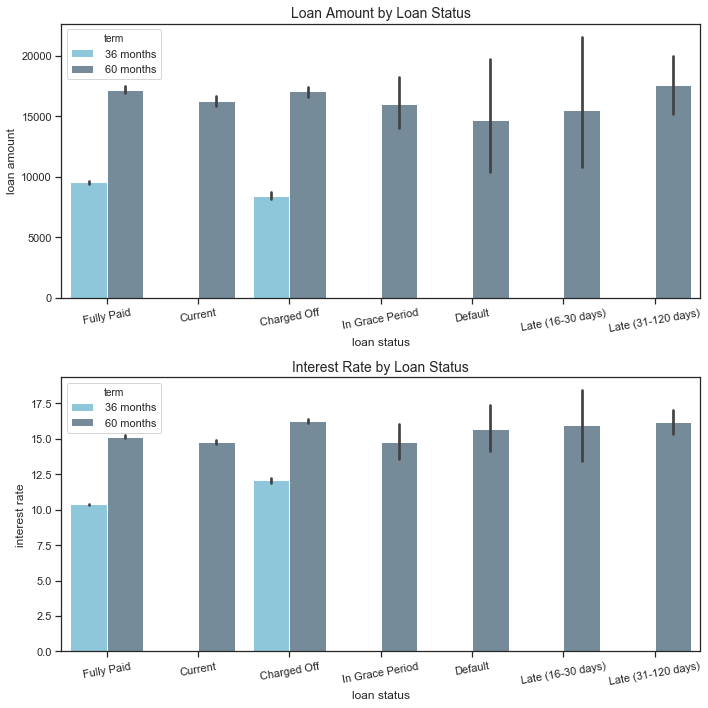 Loan Amount by Loan Status
term
36 months
60 months
20000
15000
10000
5000
0
loan amount
Fully Paid
Current
Charged Off
In Grace Period
Default
Late (16-30 days)
Late (31-120 days)
loan status
Interest Rate by Loan Status
term
36 months
60 months
17.5
15.0
12.5
10.0
7.5
5.0
2.5
0.0
interest rate
Fully Paid
Current
Charged Off
In Grace Period
Default
Late (16-30 days)
Late (31-120 days)
loan status